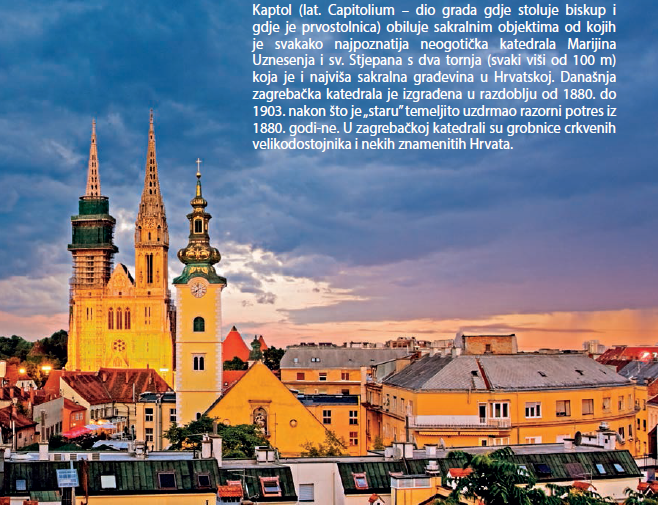 Kaptol (lat. Capitolium – dio grada gdje stoluje biskup i
gdje je prvostolnica) obiluje sakralnim objektima od kojih
je svakako najpoznatija neogotička katedrala Marijina
Uznesenja i sv. Stjepana s dva tornja (svaki viši od 100 m)
koja je i najviša sakralna građevina u Hrvatskoj. Današnja
zagrebačka katedrala je izgrađena u razdoblju od 1880. do
1903. nakon što je „staru” temeljito uzdrmao razorni potres iz
1880. godi-ne. U zagrebačkoj katedrali su grobnice crkvenih
velikodostojnika i nekih znamenitih Hrvata.